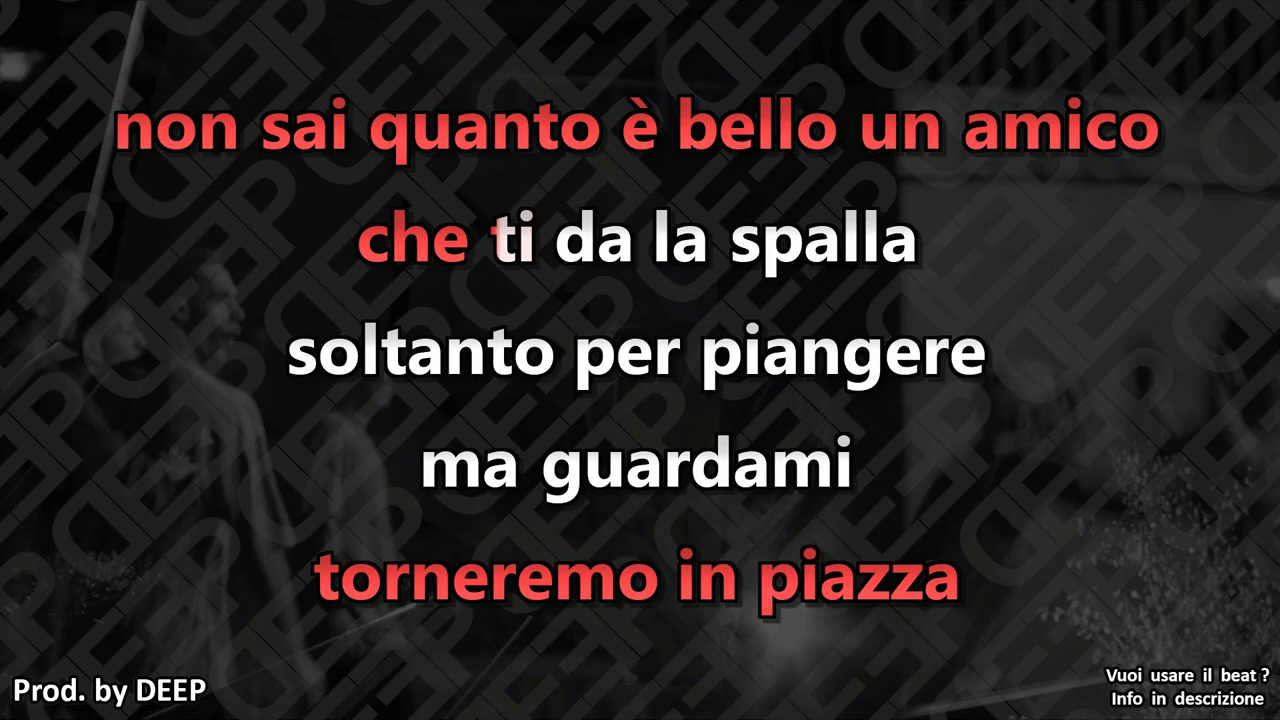 non sai quanto è bello un amico
che ti da la spalla
soltanto per piangere
ma guardami
torneremo in piazza
Prod. by DEEP
Vuoi usare il beat ?
Info in descrizione